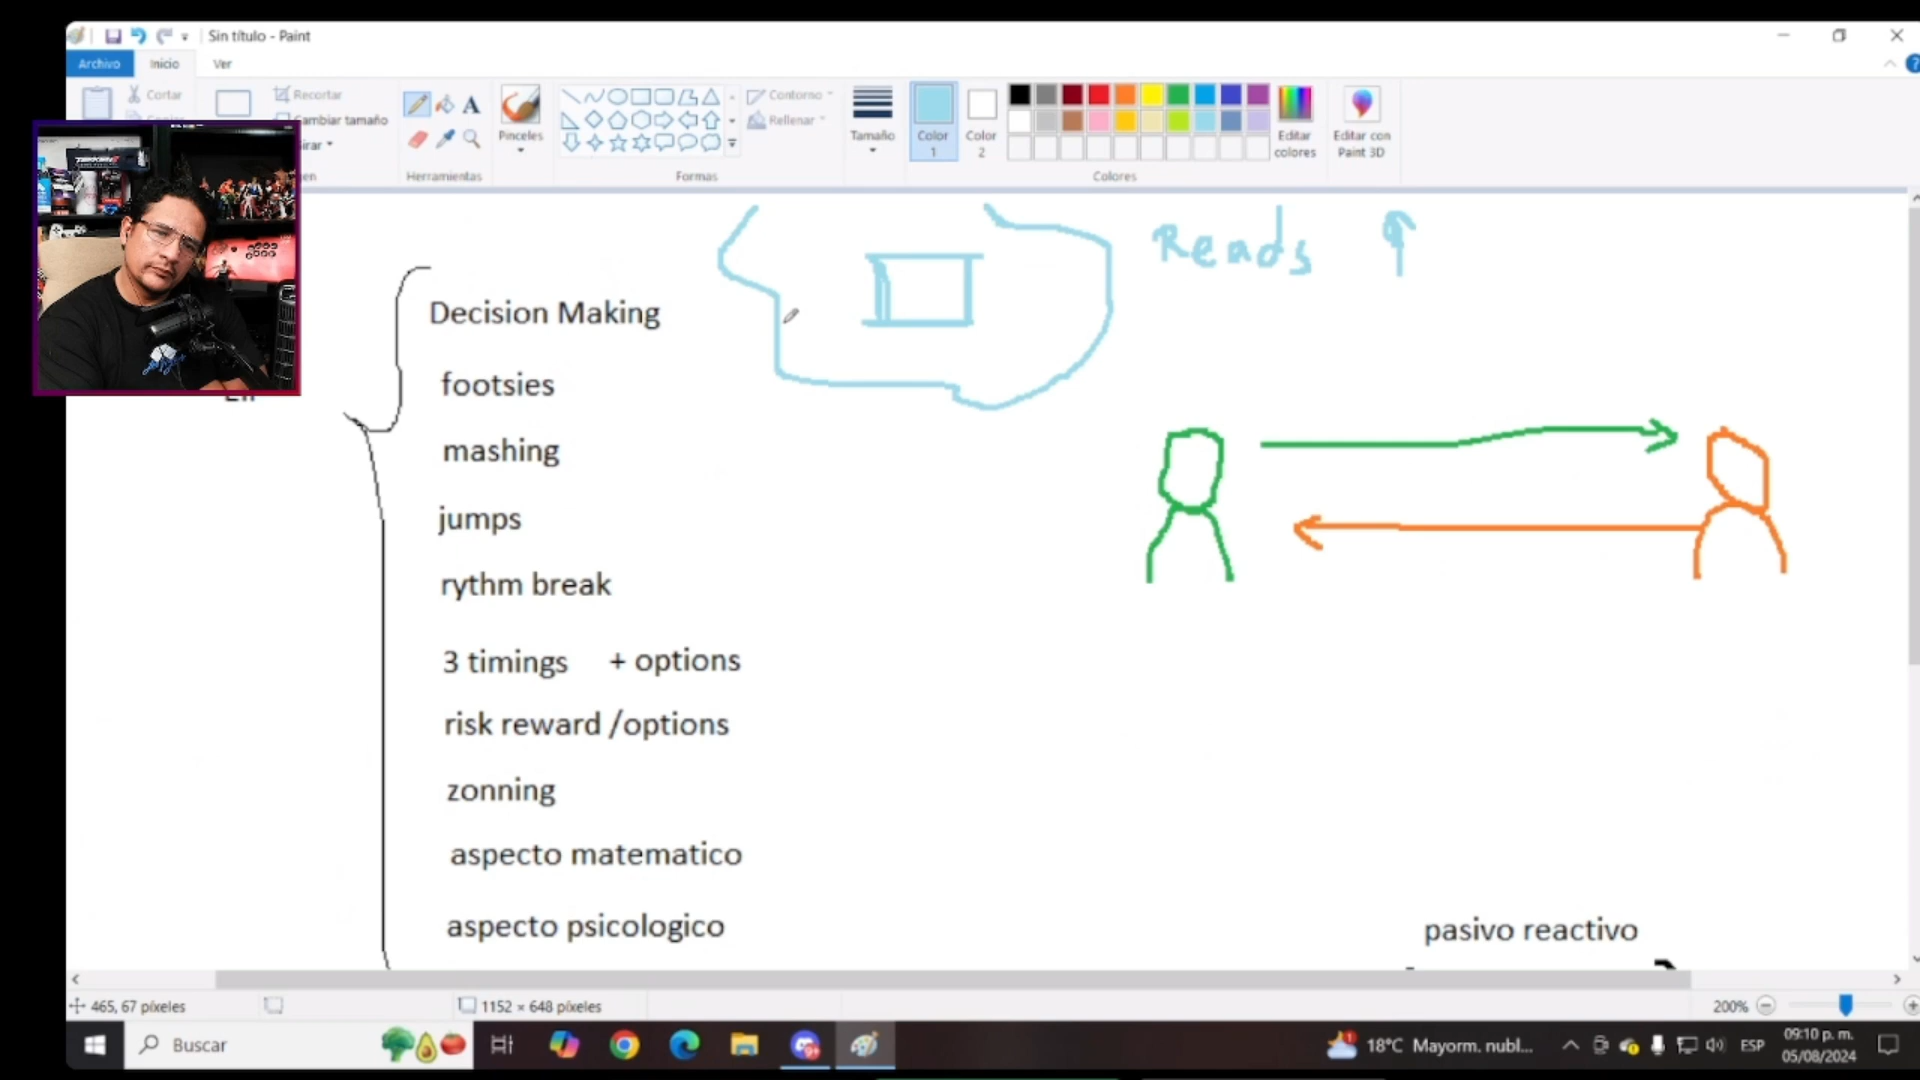 Sin título - Paint
Archivo
Inicio
Ver
Cortar
Recortar
Cambiar tamaño
Herramientas
Pinceles
Formas
Contorno
Rellenar
Tamaño
Color
1
Color
2
Colores
Editar
colores
Editar con
Paint 3D
Reads
Decision Making
footsies
mashing
jumps
rythm break
3 timings + options
risk reward /options
zonning
aspecto matematico
aspecto psicologico
pasivo reactivo
465, 67 píxeles
1152 × 648 píxeles
200%
Buscar
18°C Mayorm. nubl...
ESP
09:10 p. m.
05/08/2024